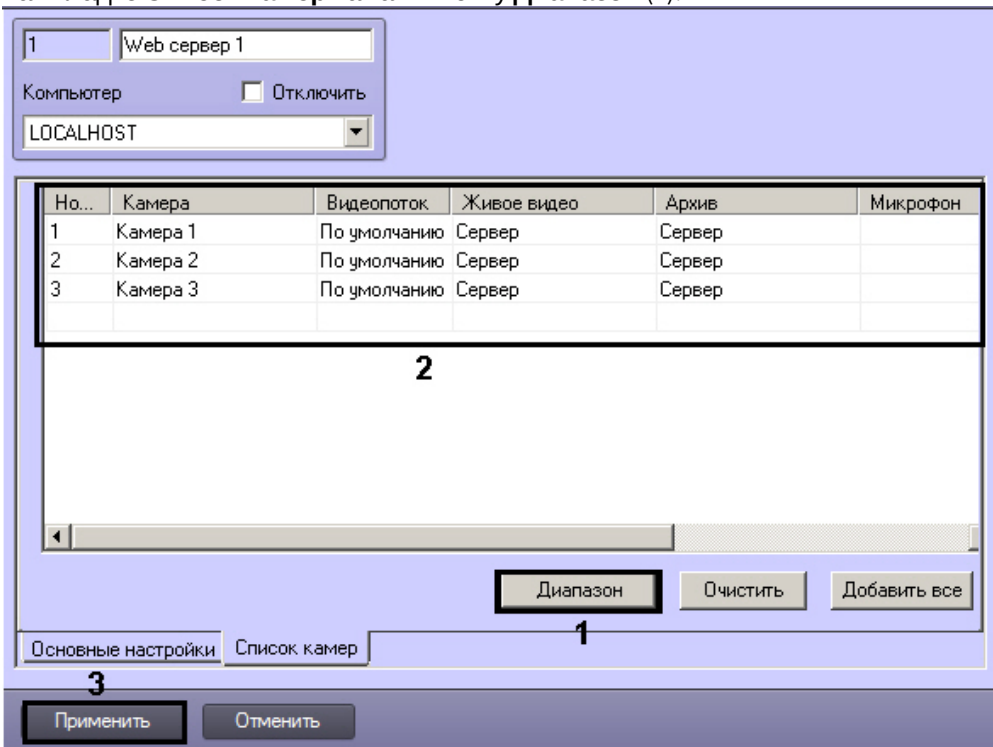 1 Web сервер 1
Компьютер Отключить
LOCALHOST
Но... Камера Видеопоток Живое видео Архив Микрофон
1 Камера 1 По умолчанию Сервер Сервер
2 Камера 2 По умолчанию Сервер Сервер
3 Камера 3 По умолчанию Сервер Сервер
2
Диапазон Очистить Добавить все
1
Основные настройки Список камер
3
Применить Отменить